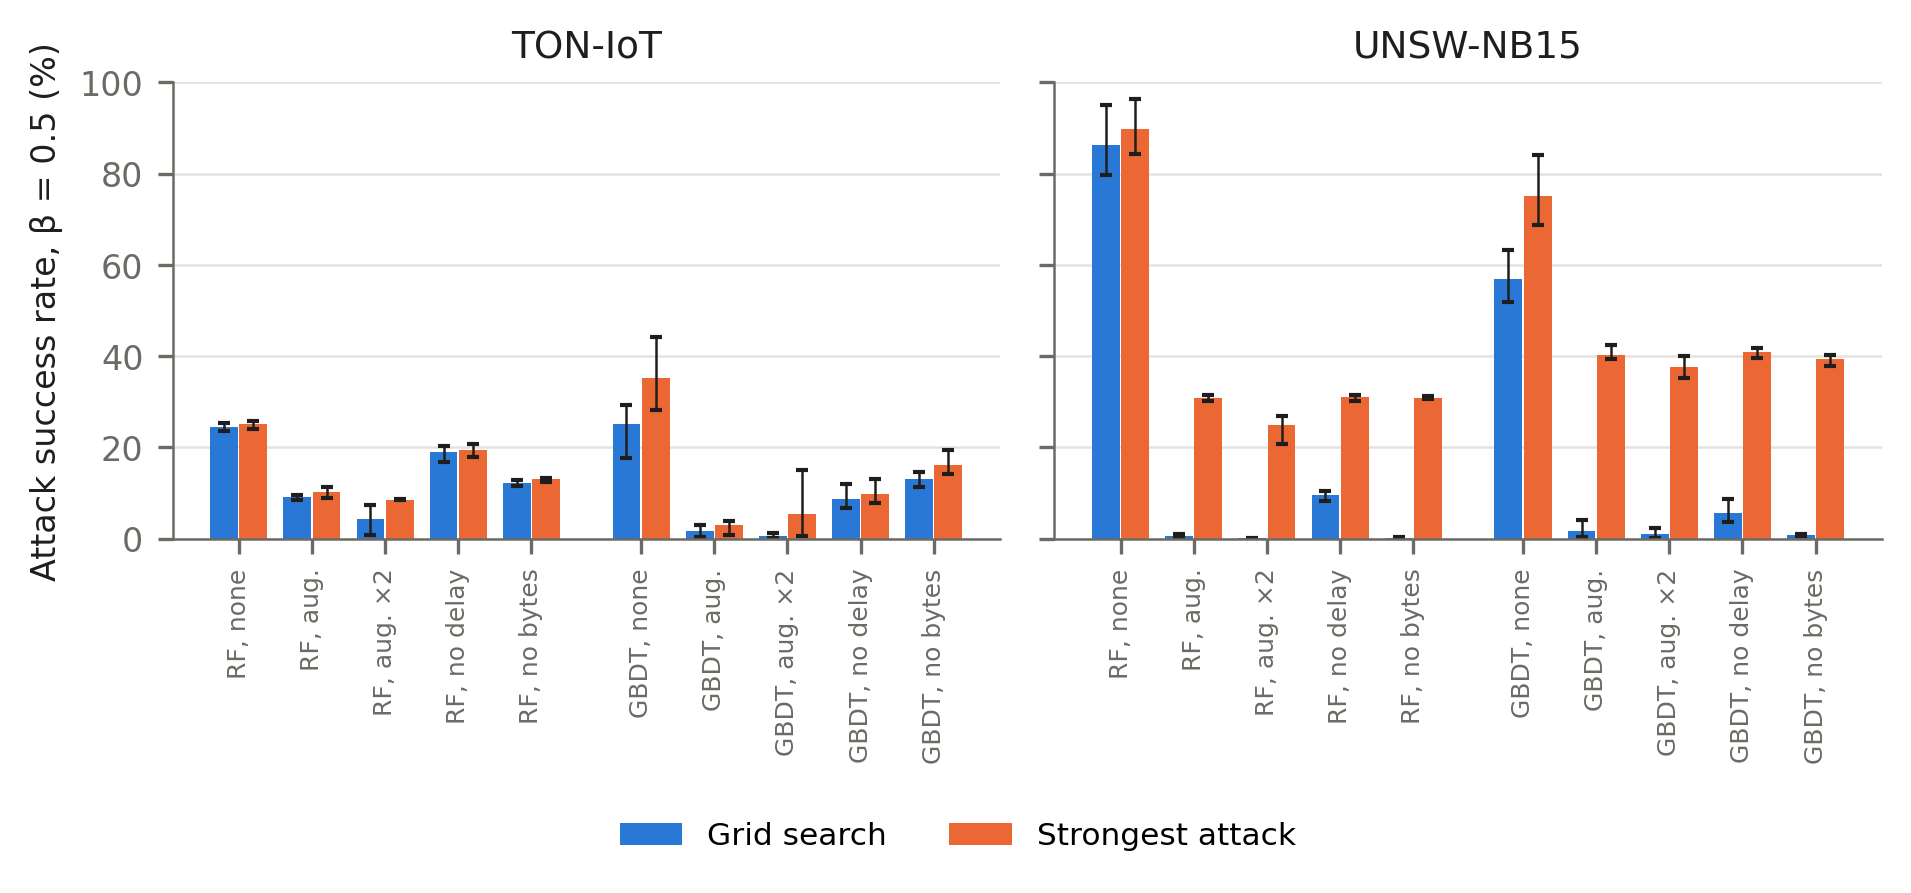 TON-IoT
UNSW-NB15
Attack success rate, β = 0.5 (%)
100
80
60
40
20
0
RF, none
RF, aug.
RF, aug. ×2
RF, no delay
RF, no bytes
GBDT, none
GBDT, aug.
GBDT, aug. ×2
GBDT, no delay
GBDT, no bytes
RF, none
RF, aug.
RF, aug. ×2
RF, no delay
RF, no bytes
GBDT, none
GBDT, aug.
GBDT, aug. ×2
GBDT, no delay
GBDT, no bytes
Grid search
Strongest attack